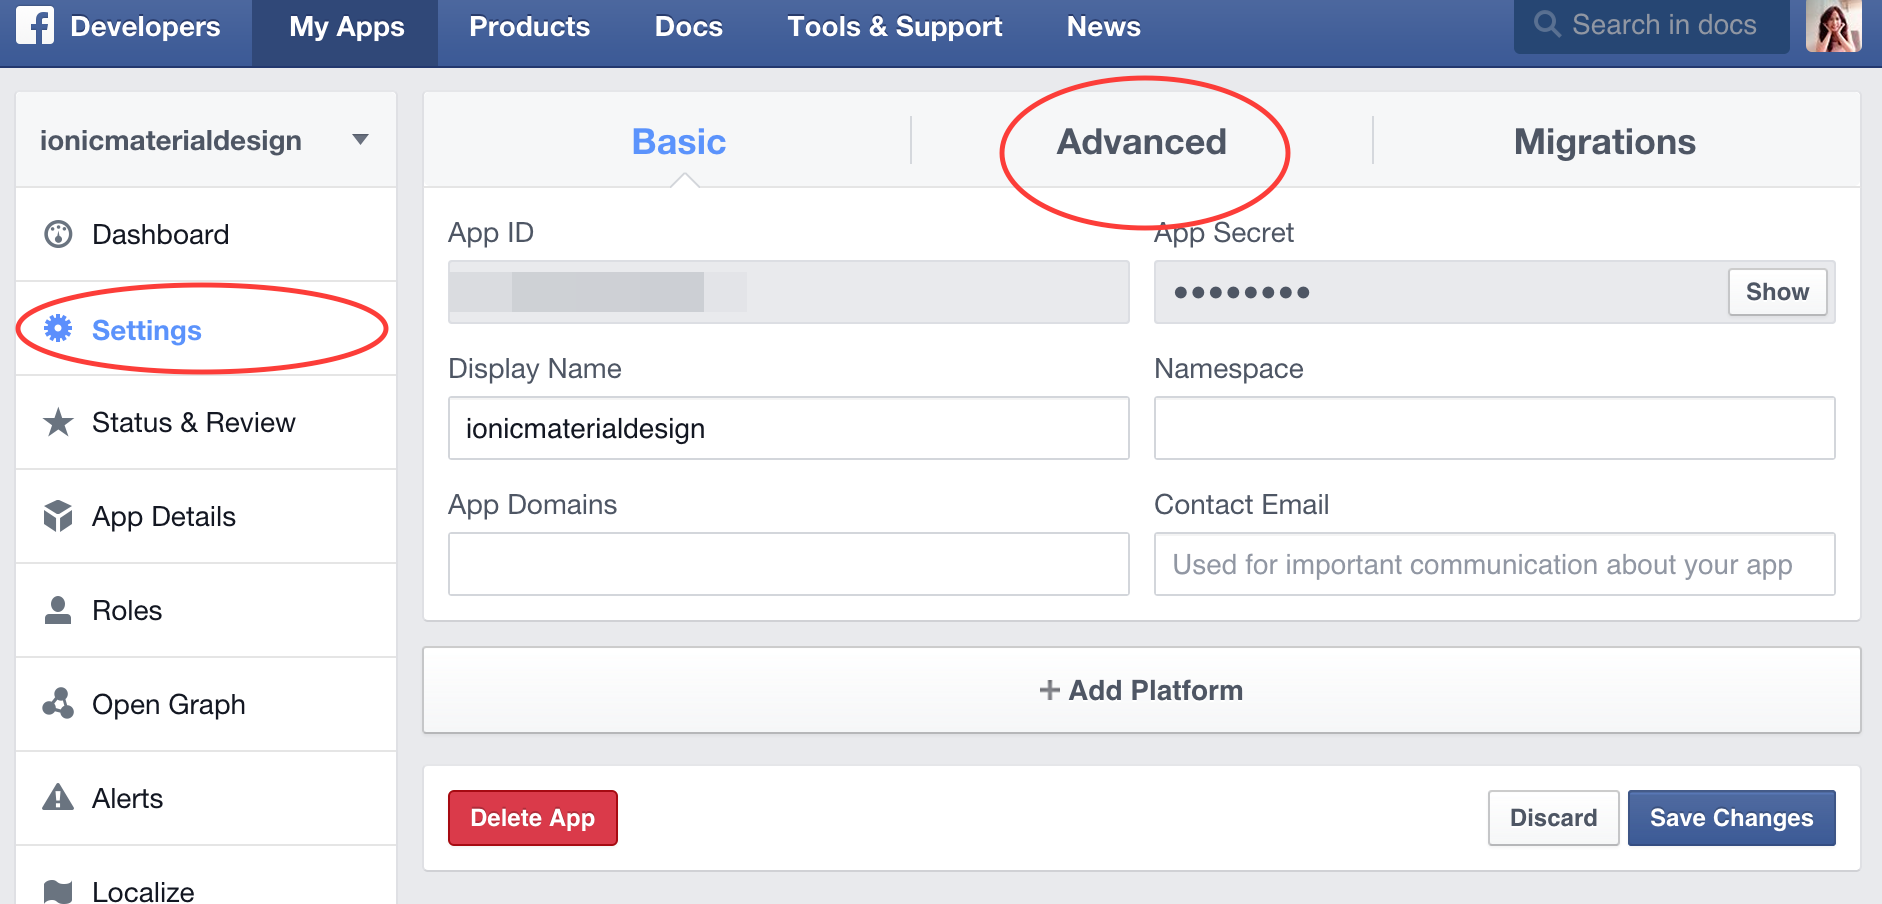 Developers My Apps Products Docs Tools & Support News Search in docs
ionicmaterialdesign
Dashboard
Settings
Status & Review
App Details
Roles
Open Graph
Alerts
Localize
Basic Advanced Migrations
App ID App Secret
•••••••• Show
Display Name Namespace
ionicmaterialdesign
App Domains Contact Email
Used for important communication about your app
+ Add Platform
Delete App Discard Save Changes